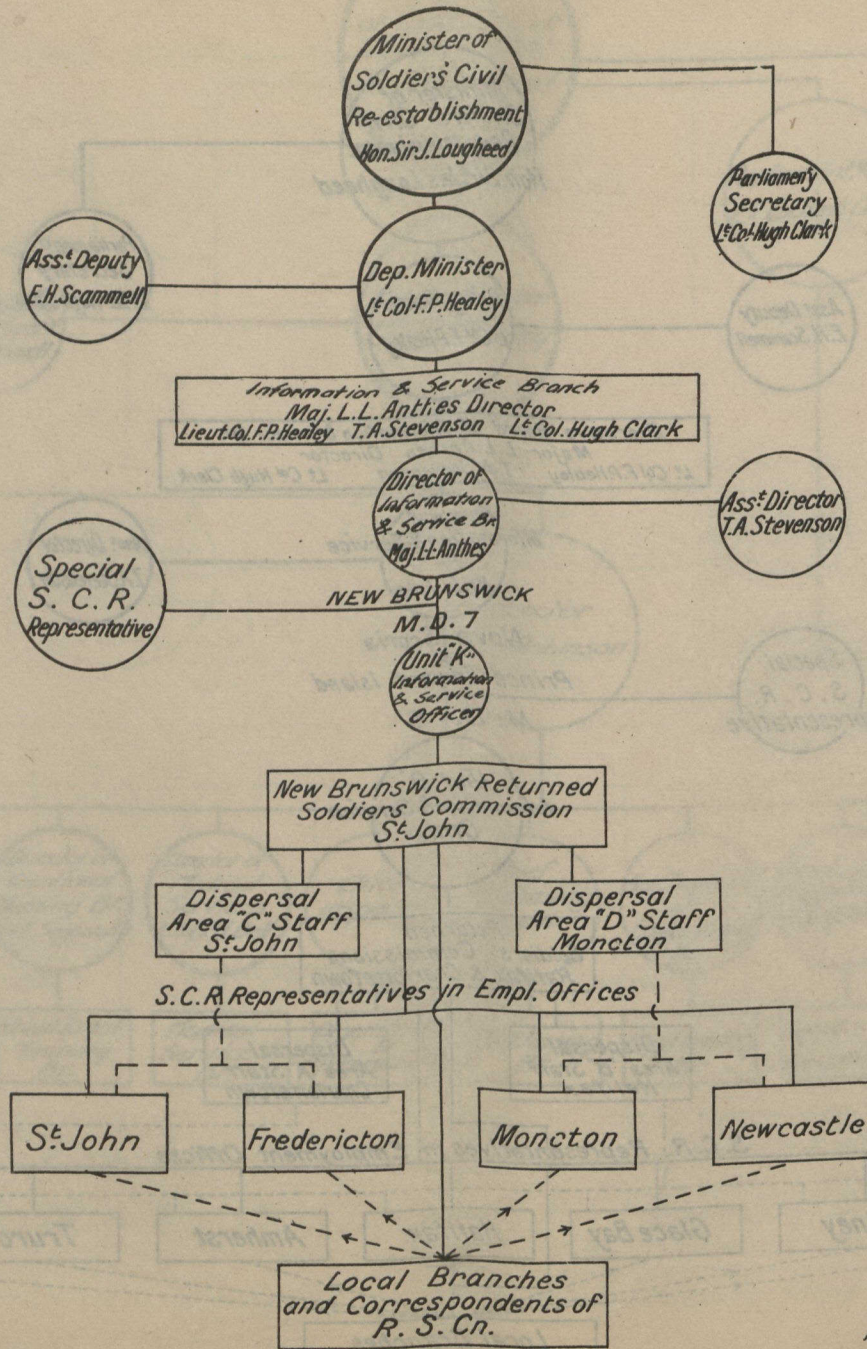 Minister of
Soldiers' Civil
Re-establishment
Hon. Sir J. Lougheed
Parliamen'y
Secretary
Lt Col. Hugh Clark
Asst Deputy
E.H. Scammell
Dep. Minister
Lt Col. F.P. Healey
Information & Service Branch
Maj. L.L. Anthes Director
Lieut. Col. F.P. Healey T.A. Stevenson Lt Col. Hugh Clark
Director of
Information
& Service Br.
Maj. L.L. Anthes
Asst Director
T.A. Stevenson
Special
S. C. R.
Representative
NEW BRUNSWICK
M.D. 7
Unit "K"
Information
& Service
Officer
New Brunswick Returned
Soldiers Commission
St John
Dispersal
Area "C" Staff
St John
Dispersal
Area "D" Staff
Moncton
S.C.R. Representatives in Empl. Offices
St John
Fredericton
Moncton
Newcastle
Local Branches
and Correspondents of
R. S. Cn.